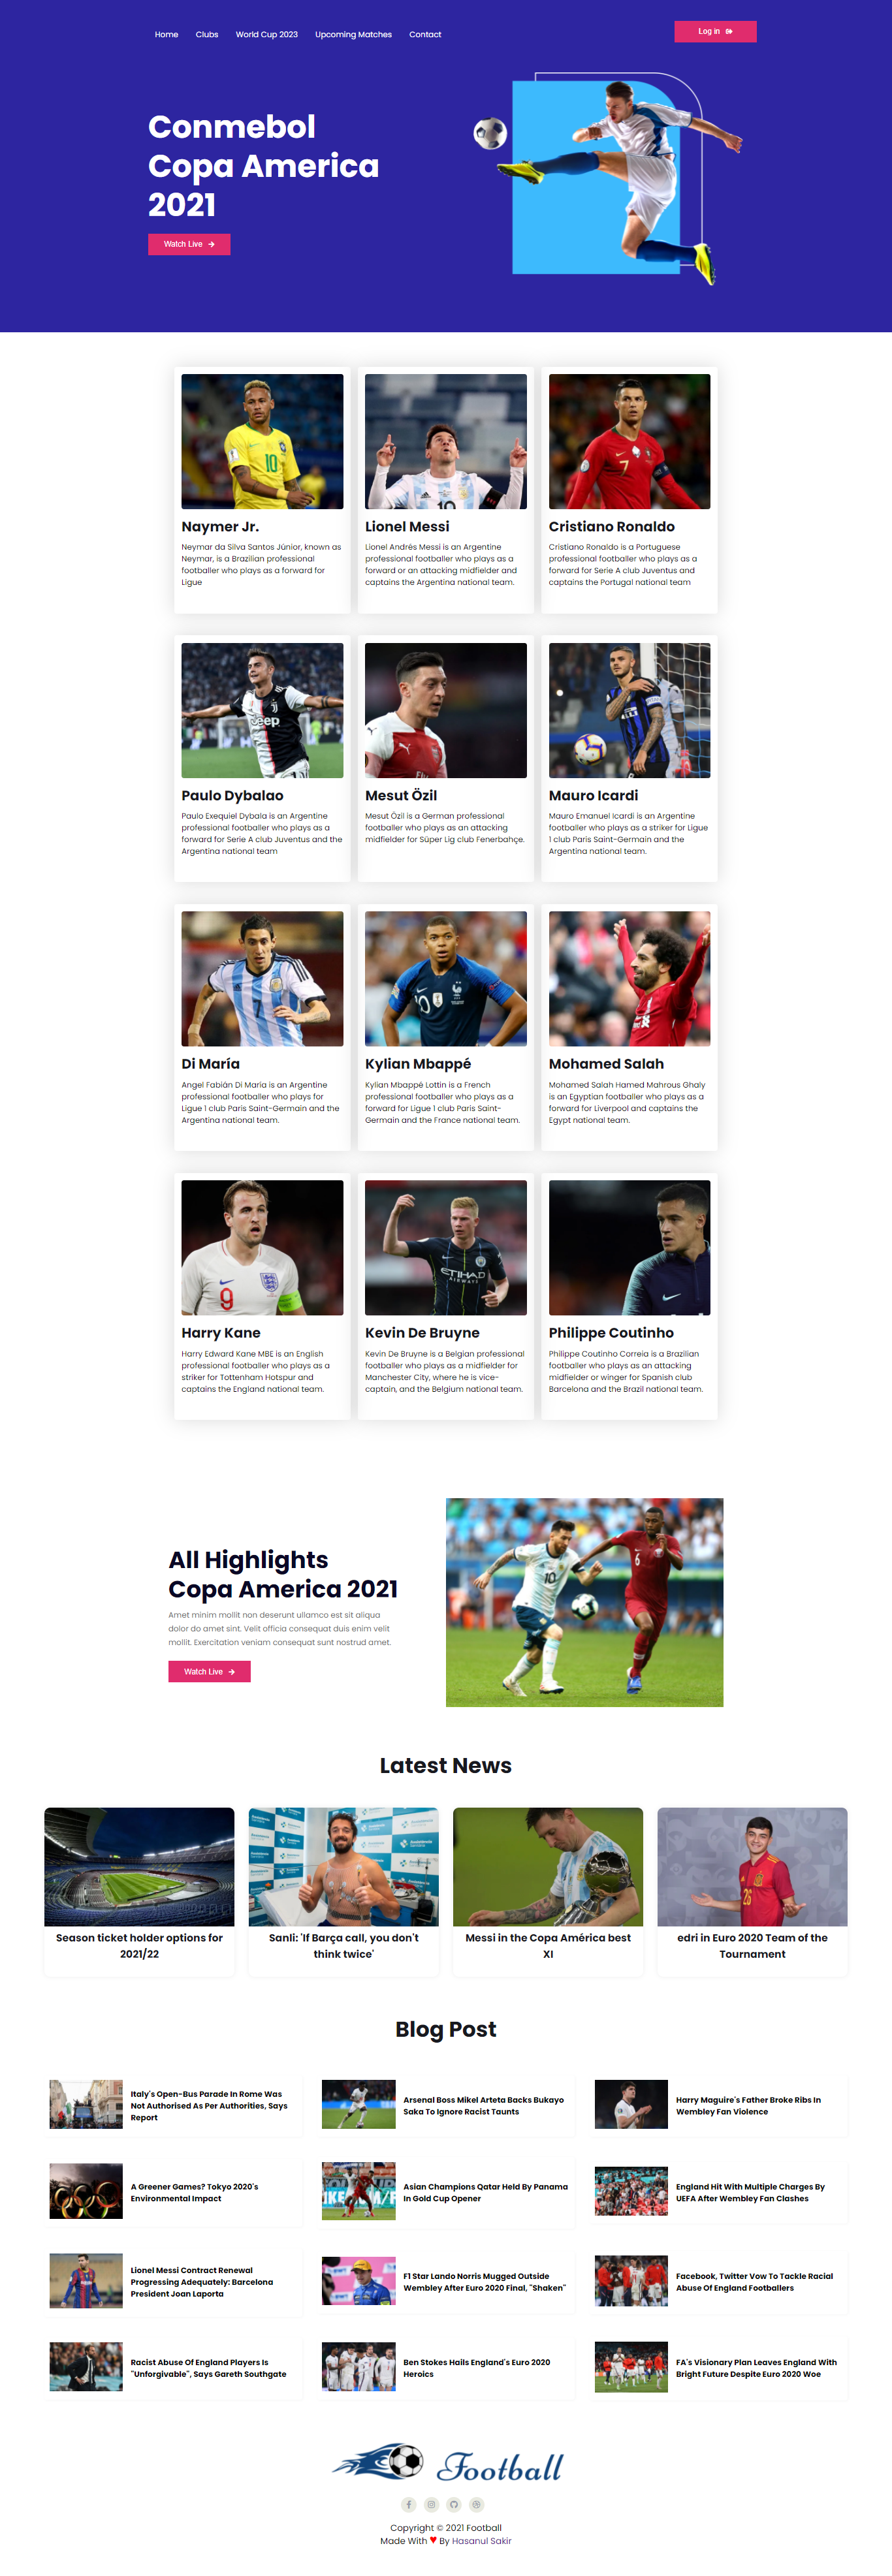 Home Clubs World Cup 2023 Upcoming Matches Contact
Log in
Conmebol
Copa America
2021
Watch Live
10
10
7
Naymer Jr.
Neymar da Silva Santos Júnior, known as
Neymar, is a Brazilian professional
footballer who plays as a forward for
Ligue
Lionel Messi
Lionel Andrés Messi is an Argentine
professional footballer who plays as a
forward or an attacking midfielder and
captains the Argentina national team.
Cristiano Ronaldo
Cristiano Ronaldo is a Portuguese
professional footballer who plays as a
forward for Serie A club Juventus and
captains the Portugal national team
Jeep
Paulo Dybalao
Paulo Exequiel Dybala is an Argentine
professional footballer who plays as a
forward for Serie A club Juventus and the
Argentina national team
Mesut Özil
Mesut Özil is a German professional
footballer who plays as an attacking
midfielder for Süper Lig club Fenerbahçe.
Mauro Icardi
Mauro Emanuel Icardi is an Argentine
footballer who plays as a striker for Ligue
1 club Paris Saint-Germain and the
Argentina national team.
7
10
Di María
Angel Fabián Di María is an Argentine
professional footballer who plays for
Ligue 1 club Paris Saint-Germain and the
Argentina national team.
Kylian Mbappé
Kylian Mbappé Lottin is a French
professional footballer who plays as a
forward for Ligue 1 club Paris Saint-
Germain and the France national team.
Mohamed Salah
Mohamed Salah Hamed Mahrous Ghaly
is an Egyptian footballer who plays as a
forward for Liverpool and captains the
Egypt national team.
9
ETIHAD
AIRWAYS
Harry Kane
Harry Edward Kane MBE is an English
professional footballer who plays as a
striker for Tottenham Hotspur and
captains the England national team.
Kevin De Bruyne
Kevin De Bruyne is a Belgian professional
footballer who plays as a midfielder for
Manchester City, where he is vice-
captain, and the Belgium national team.
Philippe Coutinho
Philippe Coutinho Correia is a Brazilian
footballer who plays as an attacking
midfielder or winger for Spanish club
Barcelona and the Brazil national team.
All Highlights
Copa America 2021
Amet minim mollit non deserunt ullamco est sit aliqua
dolor do amet sint. Velit officia consequat duis enim velit
mollit. Exercitation veniam consequat sunt nostrud amet.
Watch Live
10
6
Latest News
26
Season ticket holder options for
2021/22
Sanli: 'If Barça call, you don't
think twice'
Messi in the Copa América best
XI
edri in Euro 2020 Team of the
Tournament
Blog Post
Italy's Open-Bus Parade In Rome Was
Not Authorised As Per Authorities, Says
Report
Arsenal Boss Mikel Arteta Backs Bukayo
Saka To Ignore Racist Taunts
Harry Maguire's Father Broke Ribs In
Wembley Fan Violence
A Greener Games? Tokyo 2020's
Environmental Impact
Asian Champions Qatar Held By Panama
In Gold Cup Opener
England Hit With Multiple Charges By
UEFA After Wembley Fan Clashes
Lionel Messi Contract Renewal
Progressing Adequately: Barcelona
President Joan Laporta
F1 Star Lando Norris Mugged Outside
Wembley After Euro 2020 Final, "Shaken"
Facebook, Twitter Vow To Tackle Racial
Abuse Of England Footballers
Racist Abuse Of England Players Is
"Unforgivable", Says Gareth Southgate
Ben Stokes Hails England's Euro 2020
Heroics
FA's Visionary Plan Leaves England With
Bright Future Despite Euro 2020 Woe
Football
Copyright © 2021 Football
Made With ♥ By Hasanul Sakir